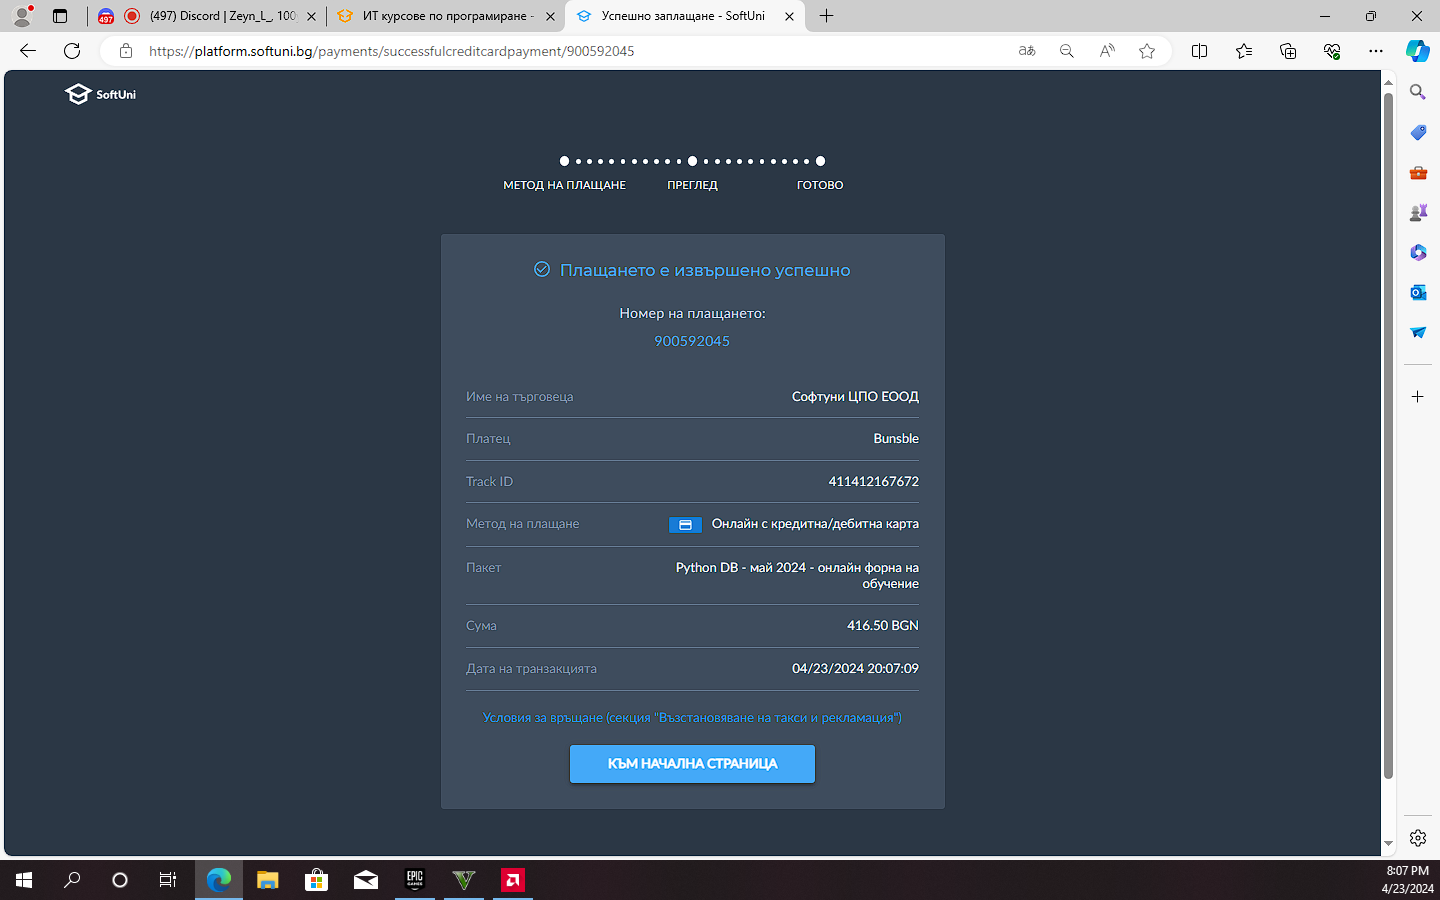 497
(497) Discord | Zeyn_L_, 100
ИТ курсове по програмиране -
Успешно заплащане - SoftUni
https://platform.softuni.bg/payments/successfulcreditcardpayment/900592045
SoftUni
МЕТОД НА ПЛАЩАНЕ
ПРЕГЛЕД
ГОТОВО
Плащането е извършено успешно
Номер на плащането:
900592045
Име на търговеца Софтуни ЦПО ЕООД
Платец Bunsble
Track ID 411412167672
Метод на плащане Онлайн с кредитна/дебитна карта
Пакет Python DB - май 2024 - онлайн форна на
обучение
Сума 416.50 BGN
Дата на транзакцията 04/23/2024 20:07:09
Условия за връщане (секция "Възстановяване на такси и рекламация")
КЪМ НАЧАЛНА СТРАНИЦА
EPIC
GAMES
8:07 PM
4/23/2024